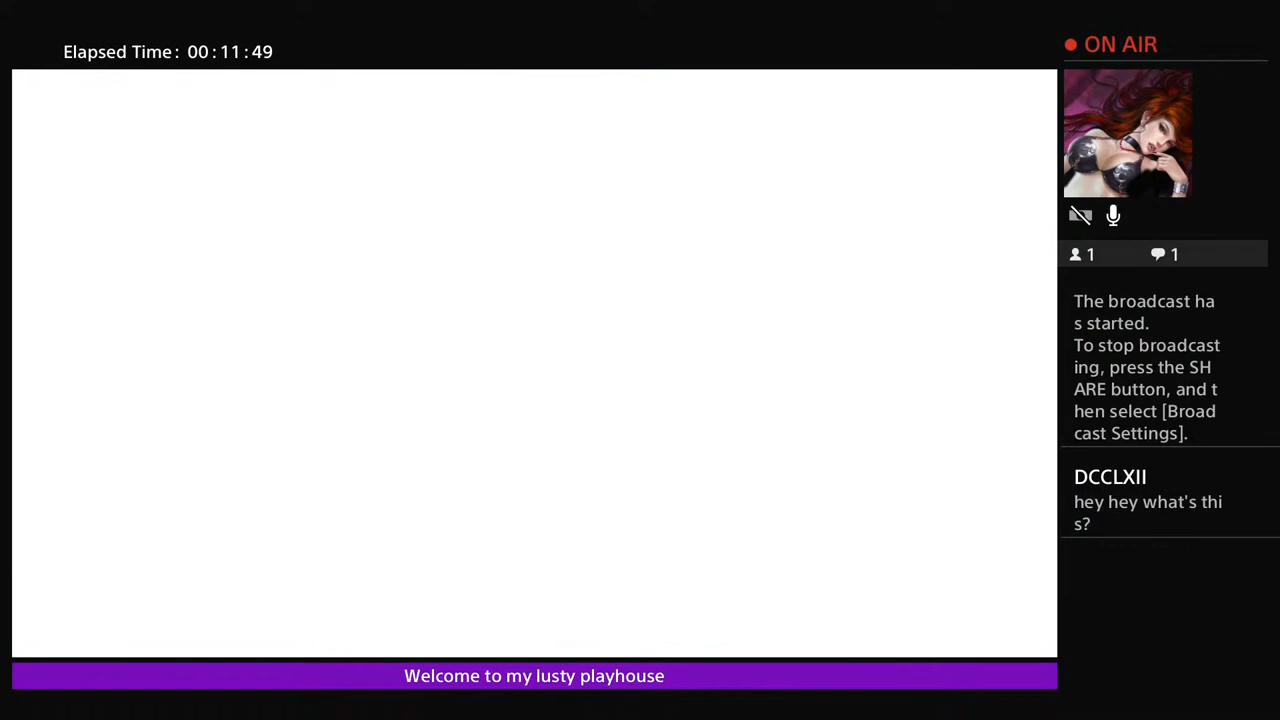 Elapsed Time: 00:11:49
ON AIR
1
1
The broadcast ha
s started.
To stop broadcast
ing, press the SH
ARE button, and t
hen select [Broad
cast Settings].
DCCLXII
hey hey what's thi
s?
Welcome to my lusty playhouse